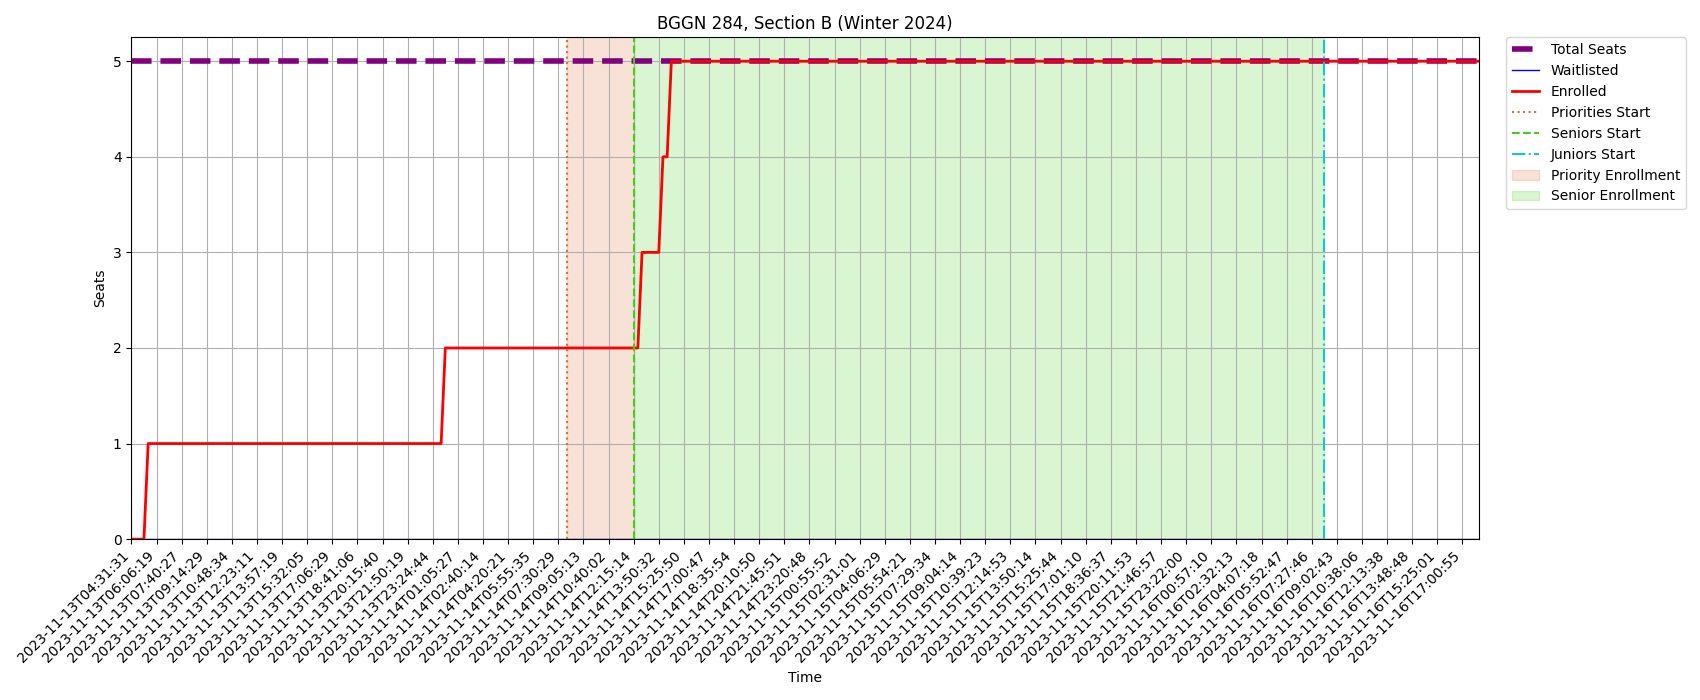 BGGN 284, Section B (Winter 2024)
Total Seats
Waitlisted
Enrolled
Priorities Start
Seniors Start
Juniors Start
Priority Enrollment
Senior Enrollment
Seats
5
4
3
2
1
0
2023-11-13T04:31:31
2023-11-13T06:06:19
2023-11-13T07:40:27
2023-11-13T09:14:29
2023-11-13T10:48:34
2023-11-13T12:23:11
2023-11-13T13:57:19
2023-11-13T15:32:05
2023-11-13T17:06:29
2023-11-13T18:41:06
2023-11-13T20:15:40
2023-11-13T21:50:19
2023-11-13T23:24:44
2023-11-14T01:05:27
2023-11-14T02:40:14
2023-11-14T04:20:21
2023-11-14T05:55:35
2023-11-14T07:30:29
2023-11-14T09:05:13
2023-11-14T10:40:02
2023-11-14T12:15:14
2023-11-14T13:50:32
2023-11-14T15:25:50
2023-11-14T17:00:47
2023-11-14T18:35:54
2023-11-14T20:10:50
2023-11-14T21:45:51
2023-11-14T23:20:48
2023-11-15T00:55:52
2023-11-15T02:31:01
2023-11-15T04:06:29
2023-11-15T05:54:21
2023-11-15T07:29:34
2023-11-15T09:04:14
2023-11-15T10:39:23
2023-11-15T12:14:53
2023-11-15T13:50:14
2023-11-15T15:25:44
2023-11-15T17:01:10
2023-11-15T18:36:37
2023-11-15T20:11:53
2023-11-15T21:46:57
2023-11-15T23:22:00
2023-11-16T00:57:10
2023-11-16T02:32:13
2023-11-16T04:07:18
2023-11-16T05:52:47
2023-11-16T07:27:46
2023-11-16T09:02:43
2023-11-16T10:38:06
2023-11-16T12:13:38
2023-11-16T13:48:48
2023-11-16T15:25:01
2023-11-16T17:00:55
Time